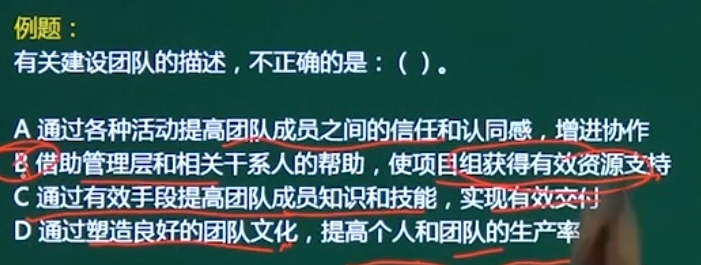 例题：
有关建设团队的描述，不正确的是：（ ）。
A 通过各种活动提高团队成员之间的信任和认同感，增进协作
B 借助管理层和相关干系人的帮助，使项目组获得有效资源支持
C 通过有效手段提高团队成员知识和技能，实现有效交付
D 通过塑造良好的团队文化，提高个人和团队的生产率